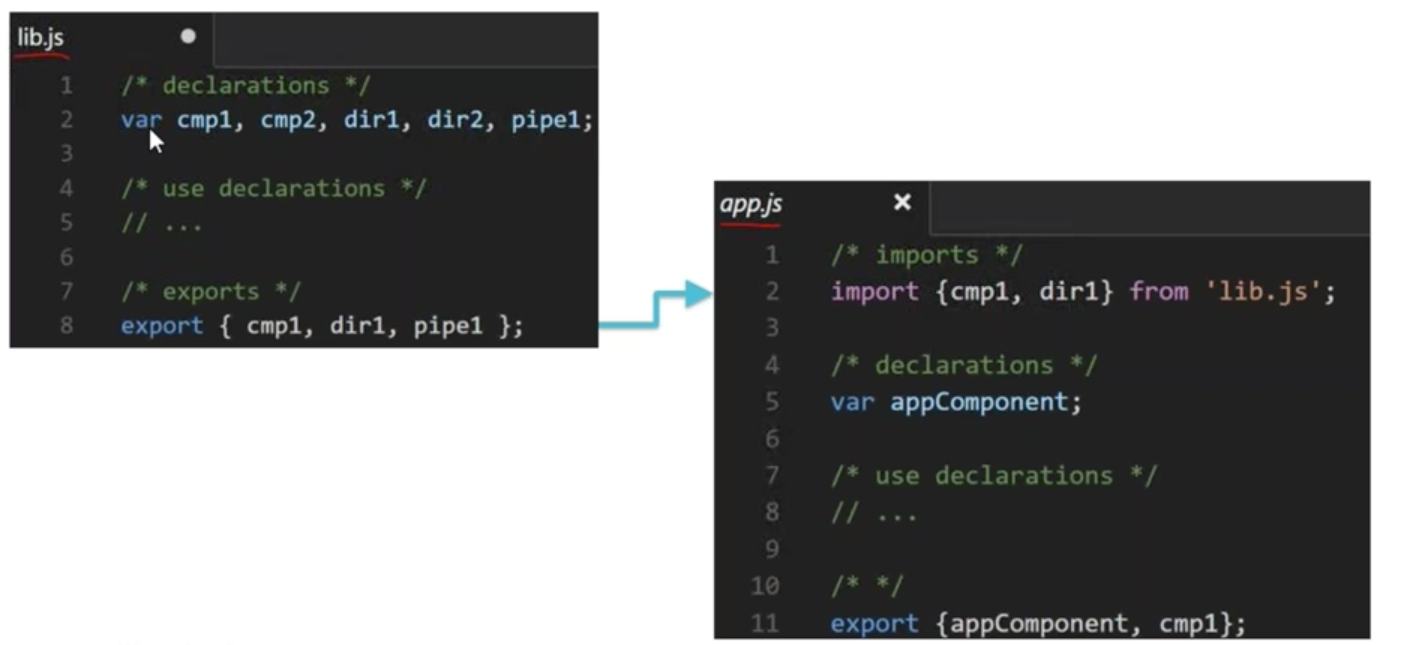 lib.js
1 /* declarations */
2 var cmp1, cmp2, dir1, dir2, pipe1;
3
4 /* use declarations */
5 // ...
6
7 /* exports */
8 export { cmp1, dir1, pipe1 };
app.js
1 /* imports */
2 import {cmp1, dir1} from 'lib.js';
3
4 /* declarations */
5 var appComponent;
6
7 /* use declarations */
8 // ...
9
10 /* */
11 export {appComponent, cmp1};